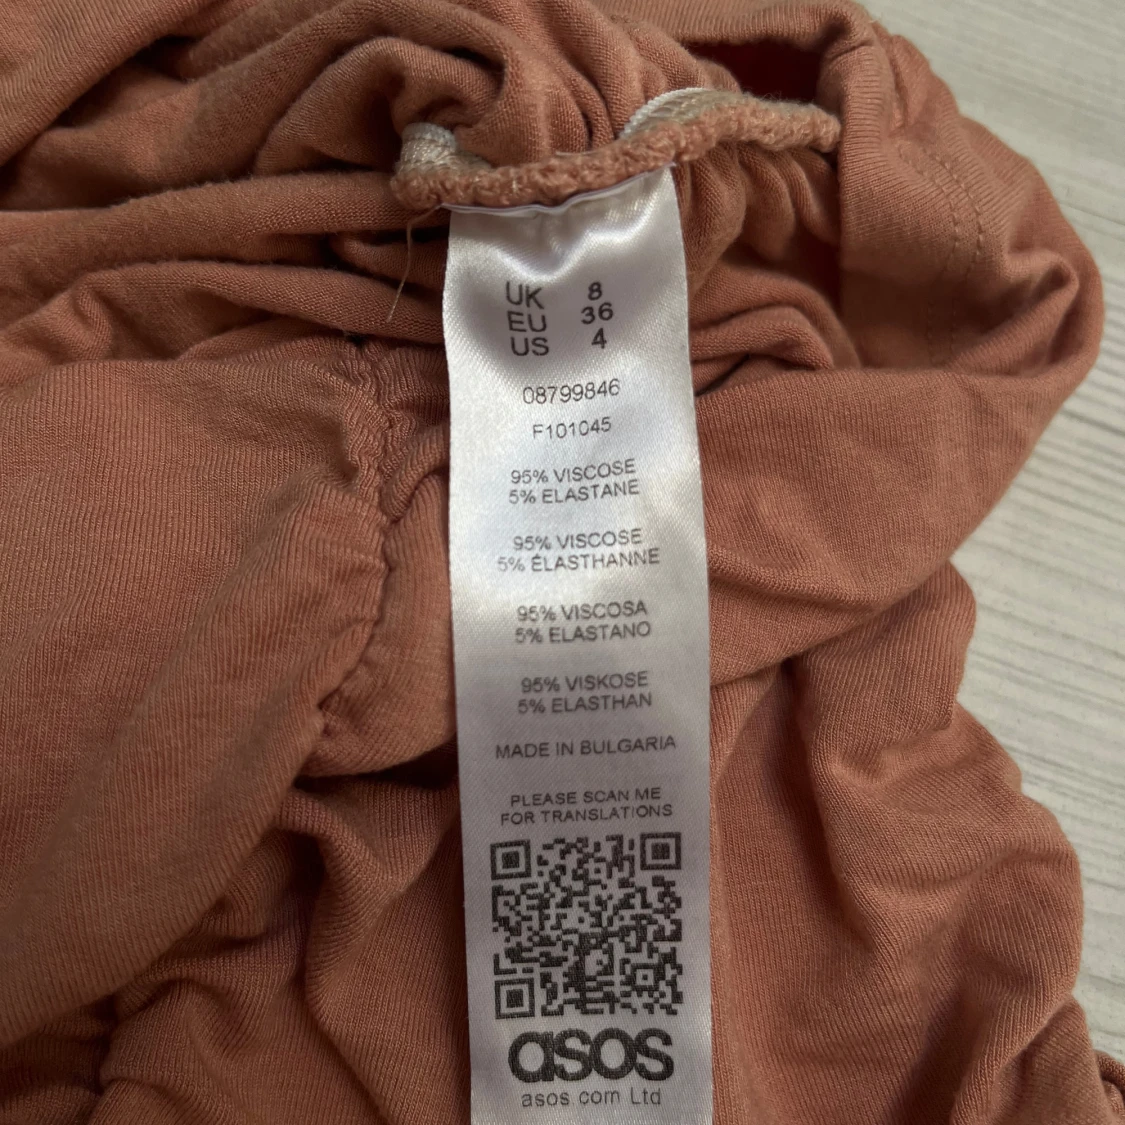 UK 8
EU 36
US 4
08799846
F101045
95% VISCOSE
5% ELASTANE
95% VISCOSE
5% ÉLASTHANNE
95% VISCOSA
5% ELASTANO
95% VISKOSE
5% ELASTHAN
MADE IN BULGARIA
PLEASE SCAN ME
FOR TRANSLATIONS
asos
asos.com Ltd